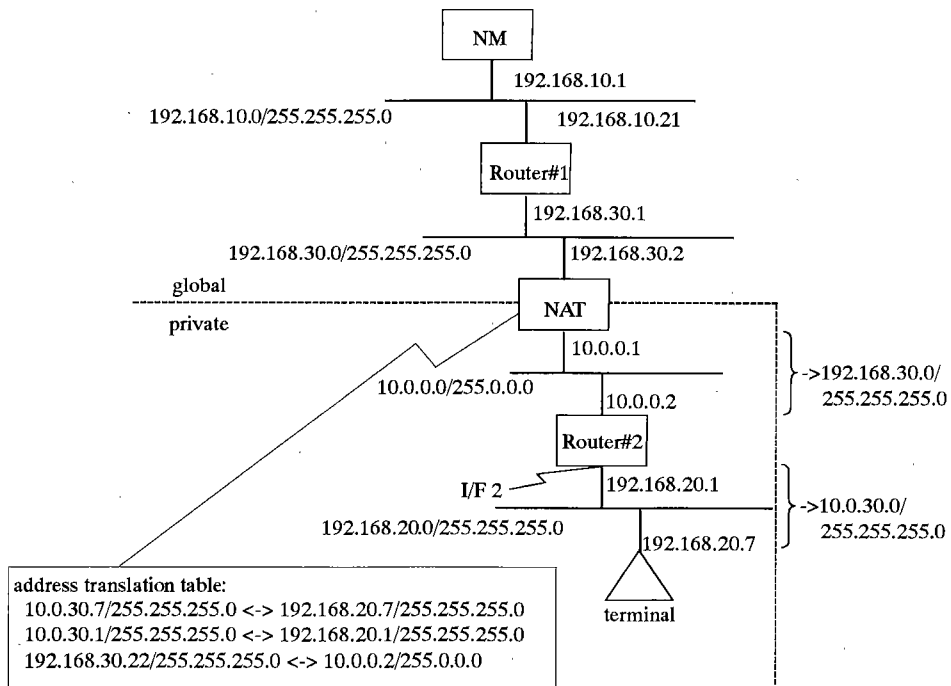 NM
192.168.10.1
192.168.10.0/255.255.255.0
192.168.10.21
Router#1
192.168.30.1
192.168.30.0/255.255.255.0
192.168.30.2
global
private
NAT
10.0.0.1
10.0.0.0/255.0.0.0
->192.168.30.0/
255.255.255.0
10.0.0.2
Router#2
I/F 2
192.168.20.1
192.168.20.0/255.255.255.0
->10.0.30.0/
255.255.255.0
192.168.20.7
terminal
address translation table:
10.0.30.7/255.255.255.0 <-> 192.168.20.7/255.255.255.0
10.0.30.1/255.255.255.0 <-> 192.168.20.1/255.255.255.0
192.168.30.22/255.255.255.0 <-> 10.0.0.2/255.0.0.0